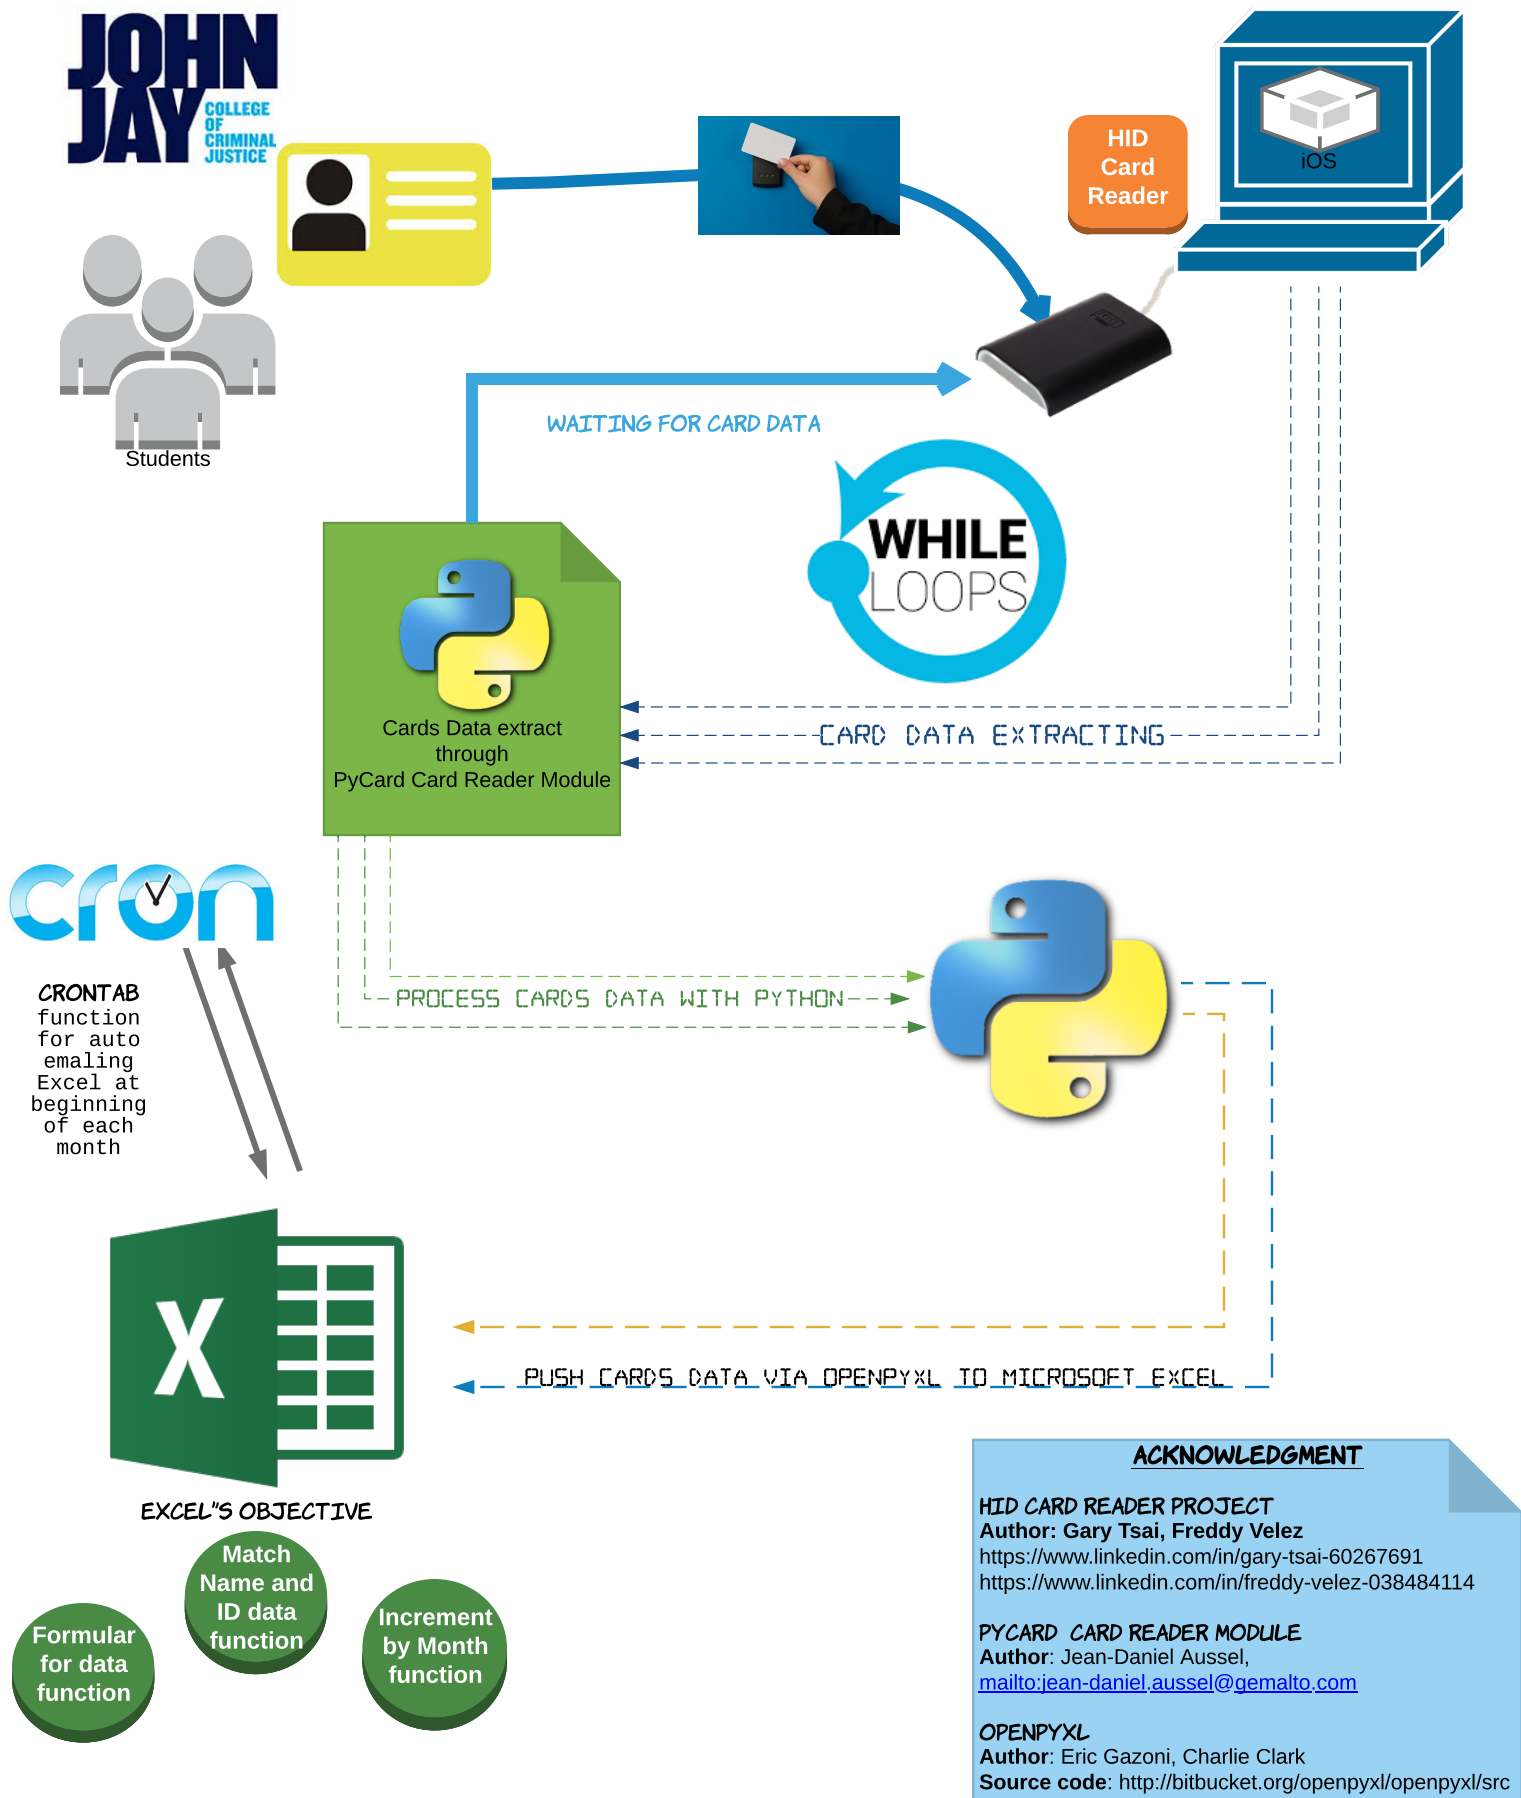 JOHN
JAY
COLLEGE
OF
CRIMINAL
JUSTICE
HID
Card
Reader
iOS
Students
WAITING FOR CARD DATA
WHILE
LOOPS
Cards Data extract
through
PyCard Card Reader Module
CARD DATA EXTRACTING
cron
CRONTAB
function
for auto
emaling
Excel at
beginning
of each
month
PROCESS CARDS DATA WITH PYTHON
X
PUSH CARDS DATA VIA OPENPYXL TO MICROSOFT EXCEL
EXCEL"S OBJECTIVE
Match
Name and
ID data
function
Formular
for data
function
Increment
by Month
function
ACKNOWLEDGMENT
HID CARD READER PROJECT
Author: Gary Tsai, Freddy Velez
https://www.linkedin.com/in/gary-tsai-60267691
https://www.linkedin.com/in/freddy-velez-038484114
PYCARD CARD READER MODULE
Author: Jean-Daniel Aussel,
mailto:jean-daniel.aussel@gemalto.com
OPENPYXL
Author: Eric Gazoni, Charlie Clark
Source code: http://bitbucket.org/openpyxl/openpyxl/src